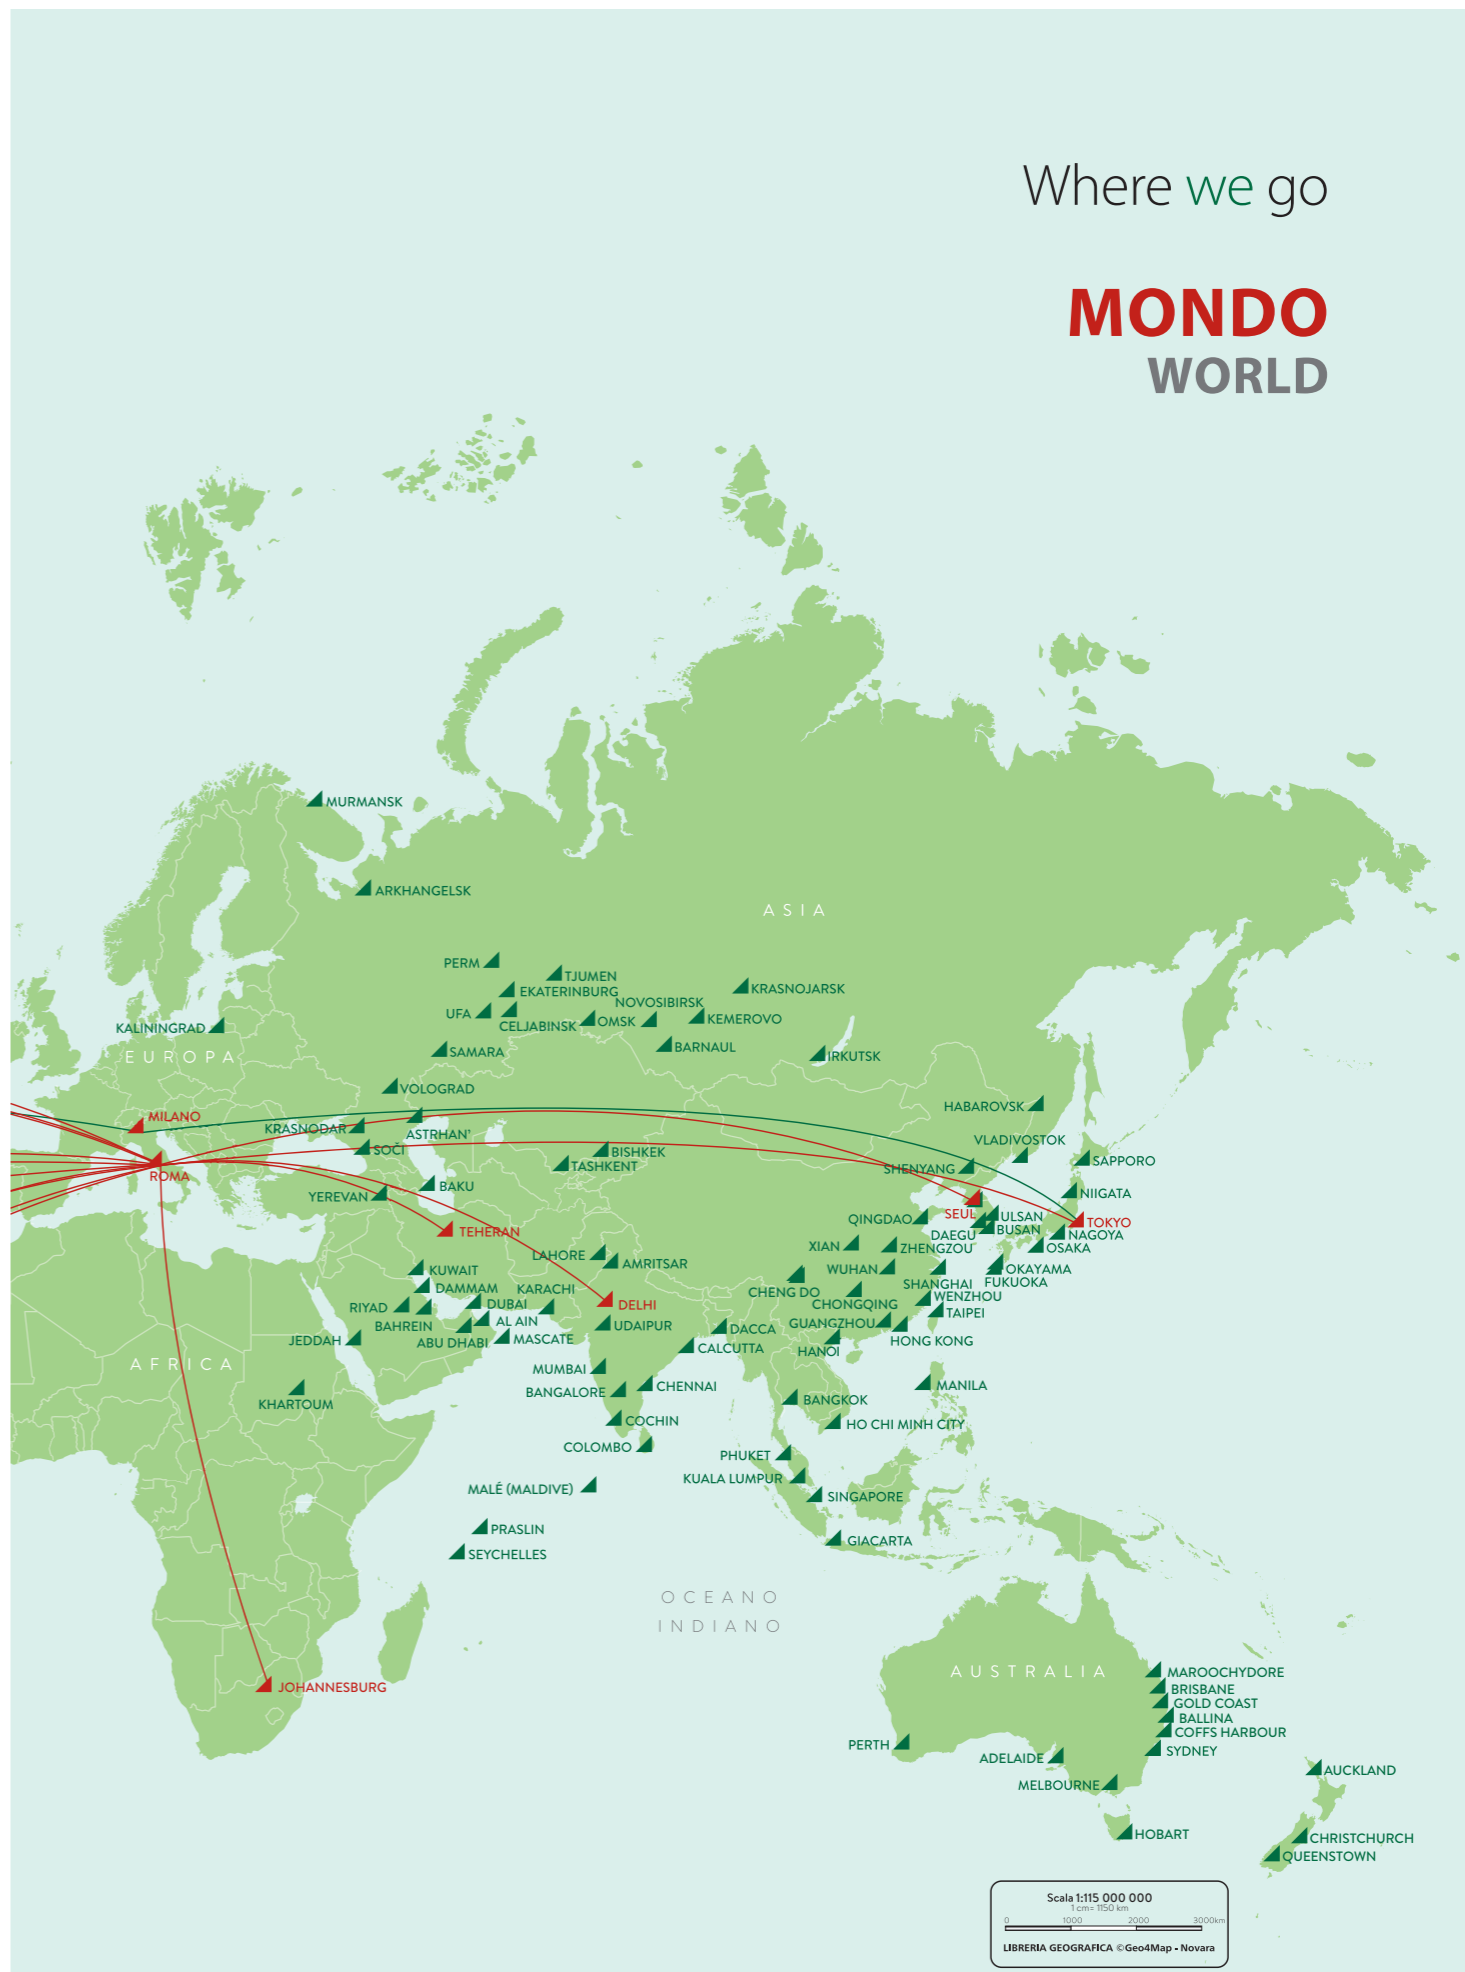 Where we go
MONDO
WORLD
MURMANSK
ARKHANGELSK
ASIA
PERM
TJUMEN
EKATERINBURG
KRASNOJARSK
NOVOSIBIRSK
UFA
CELJABINSK
OMSK
KEMEROVO
KALININGRAD
EUROPA
SAMARA
BARNAUL
IRKUTSK
VOLOGRAD
HABAROVSK
MILANO
KRASNODAR
ASTRHAN'
VLADIVOSTOK
SOČI
BISHKEK
TASHKENT
SHENYANG
SAPPORO
ROMA
YEREVAN
BAKU
NIIGATA
SEUL
QINGDAO
ULSAN
TOKYO
DAEGU
BUSAN
NAGOYA
TEHERAN
XIAN
ZHENGZOU
OSAKA
LAHORE
AMRITSAR
KUWAIT
WUHAN
OKAYAMA
SHANGHAI
FUKUOKA
DAMMAM
KARACHI
CHENG DO
CHONGQING
WENZHOU
RIYAD
DUBAI
DELHI
TAIPEI
BAHREIN
AL AIN
UDAIPUR
DACCA
GUANGZHOU
JEDDAH
ABU DHABI
MASCATE
CALCUTTA
HANOI
HONG KONG
AFRICA
MUMBAI
CHENNAI
MANILA
KHARTOUM
BANGALORE
BANGKOK
COCHIN
HO CHI MINH CITY
COLOMBO
PHUKET
KUALA LUMPUR
MALÉ (MALDIVE)
SINGAPORE
PRASLIN
GIACARTA
SEYCHELLES
OCEANO
INDIANO
AUSTRALIA
MAROOCHYDORE
JOHANNESBURG
BRISBANE
GOLD COAST
BALLINA
COFFS HARBOUR
PERTH
ADELAIDE
SYDNEY
MELBOURNE
AUCKLAND
HOBART
CHRISTCHURCH
QUEENSTOWN
Scala 1:115 000 000
1 cm= 1150 km
0 1000 2000 3000km
LIBRERIA GEOGRAFICA ©Geo4Map - Novara